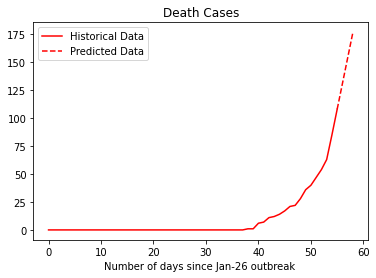 Death Cases
Historical Data
Predicted Data
175
150
125
100
75
50
25
0
0 10 20 30 40 50 60
Number of days since Jan-26 outbreak